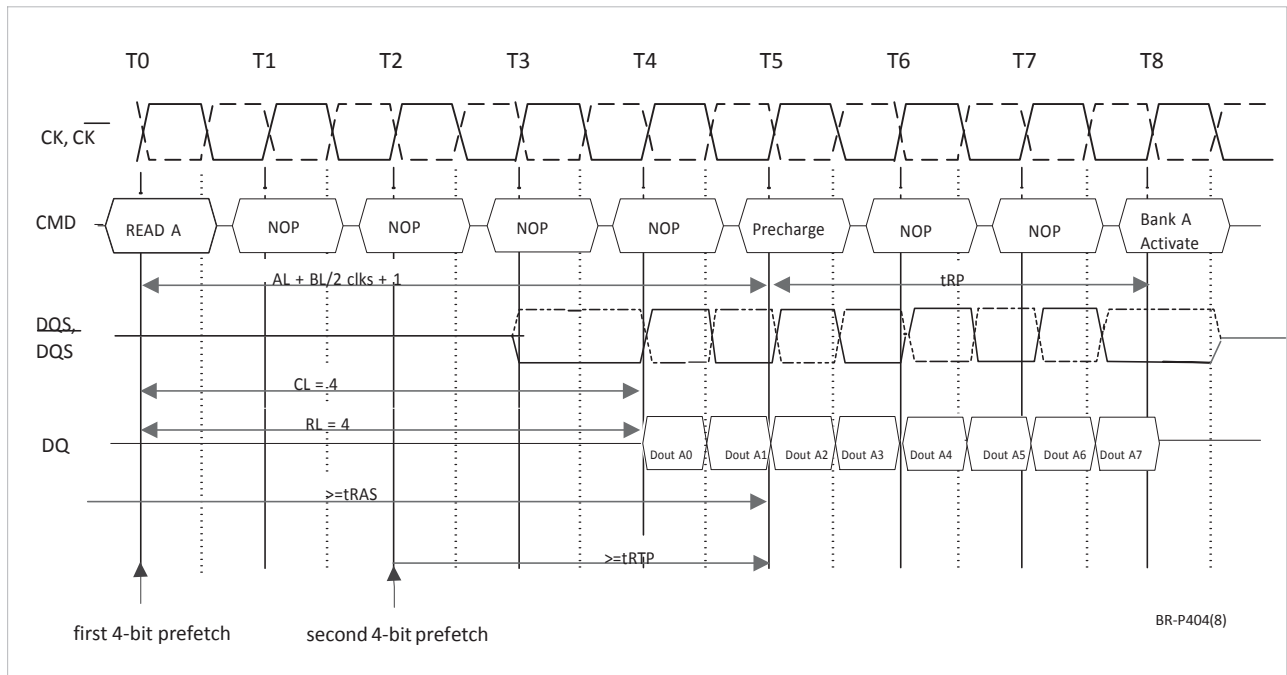 T0 T1 T2 T3 T4 T5 T6 T7 T8
CK, CK
CMD READ A NOP NOP NOP NOP Precharge NOP NOP Bank A
Activate
AL + BL/2 clks + 1 tRP
DQS,
DQS
CL = 4
RL = 4
DQ
Dout A0 Dout A1 Dout A2 Dout A3 Dout A4 Dout A5 Dout A6 Dout A7
>=tRAS
>=tRTP
first 4-bit prefetch second 4-bit prefetch
BR-P404(8)